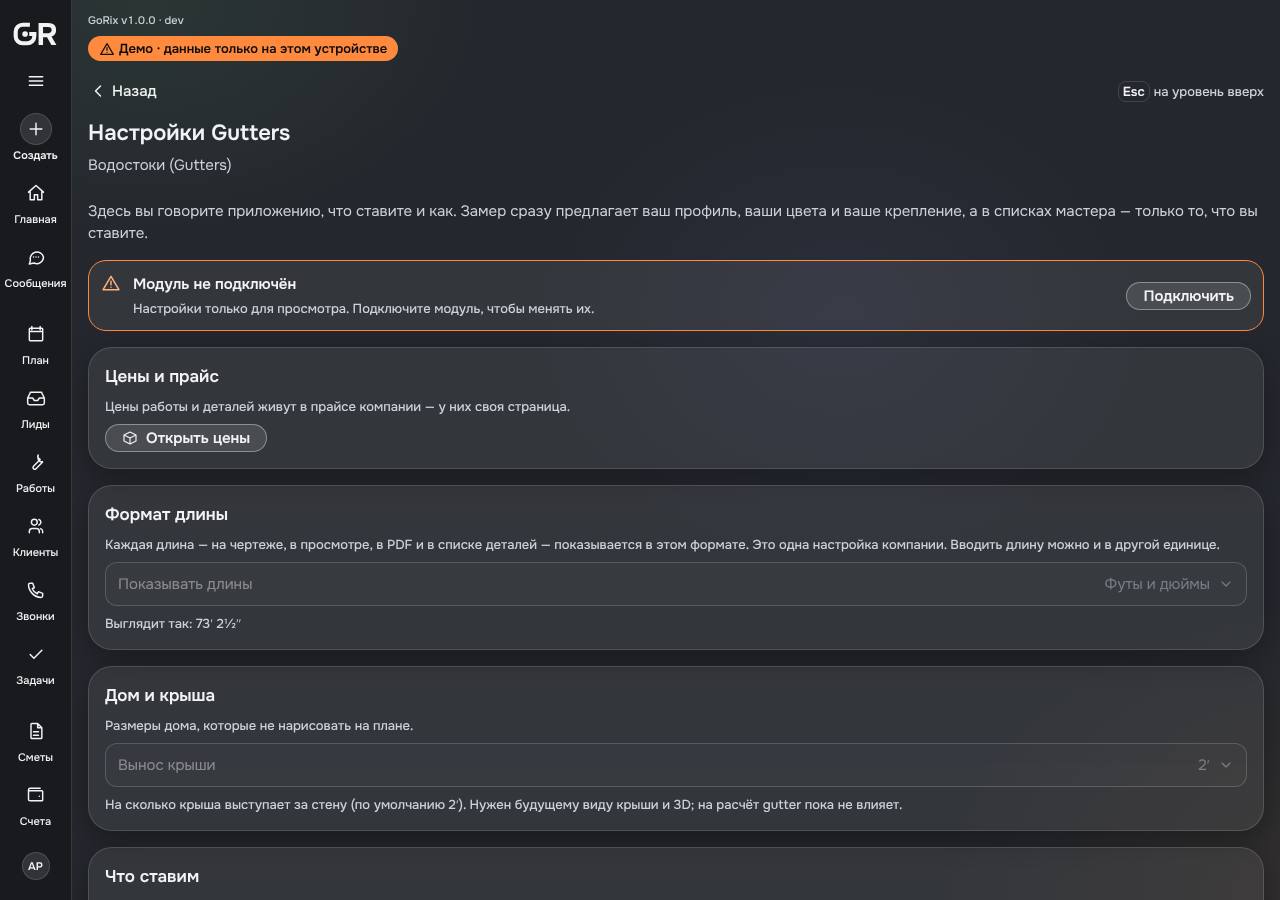 GR
GoRix v1.0.0 · dev
Демо · данные только на этом устройстве
Назад
Esc на уровень вверх
Настройки Gutters
Водостоки (Gutters)
Здесь вы говорите приложению, что ставите и как. Замер сразу предлагает ваш профиль, ваши цвета и ваше крепление, а в списках мастера — только то, что вы
ставите.
Модуль не подключён
Настройки только для просмотра. Подключите модуль, чтобы менять их.
Подключить
Цены и прайс
Цены работы и деталей живут в прайсе компании — у них своя страница.
Открыть цены
Формат длины
Каждая длина — на чертеже, в просмотре, в PDF и в списке деталей — показывается в этом формате. Это одна настройка компании. Вводить длину можно и в другой единице.
Показывать длины
Футы и дюймы
Выглядит так: 73′ 2½″
Дом и крыша
Размеры дома, которые не нарисовать на плане.
Вынос крыши
2′
На сколько крыша выступает за стену (по умолчанию 2′). Нужен будущему виду крыши и 3D; на расчёт gutter пока не влияет.
Что ставим
Создать
Главная
Сообщения
План
Лиды
Работы
Клиенты
Звонки
Задачи
Сметы
Счета
AP